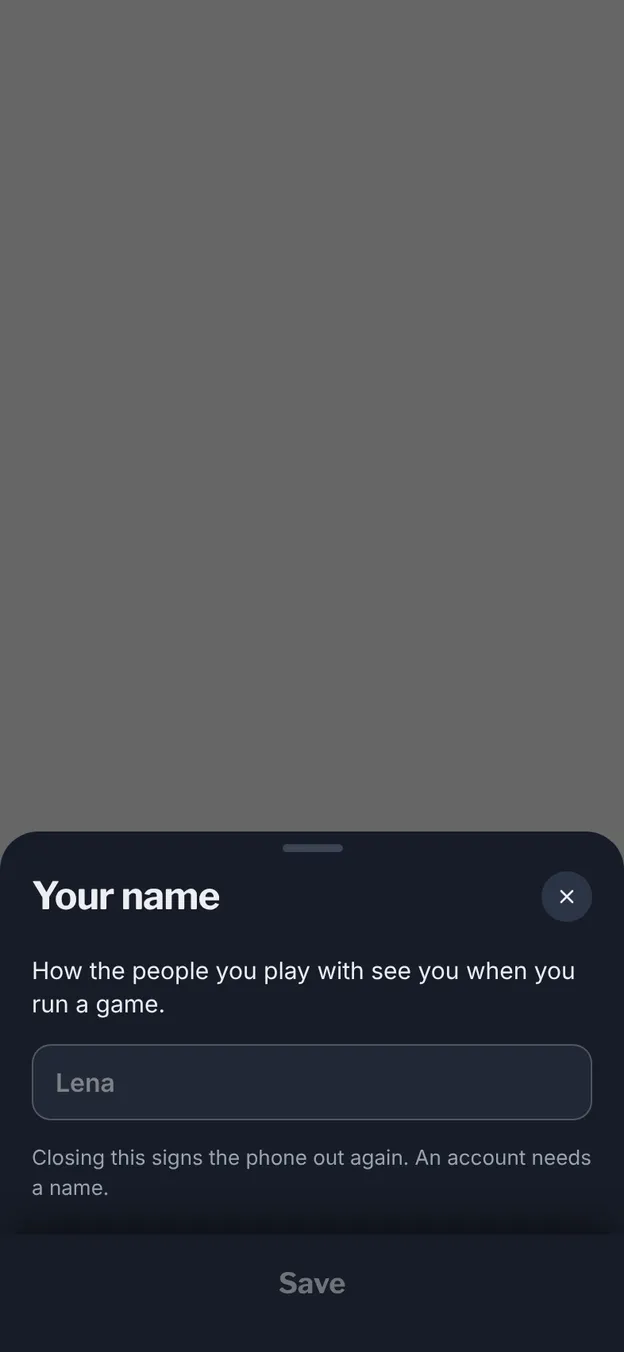 Your name
How the people you play with see you when you
run a game.
Lena
Closing this signs the phone out again. An account needs
a name.
Save